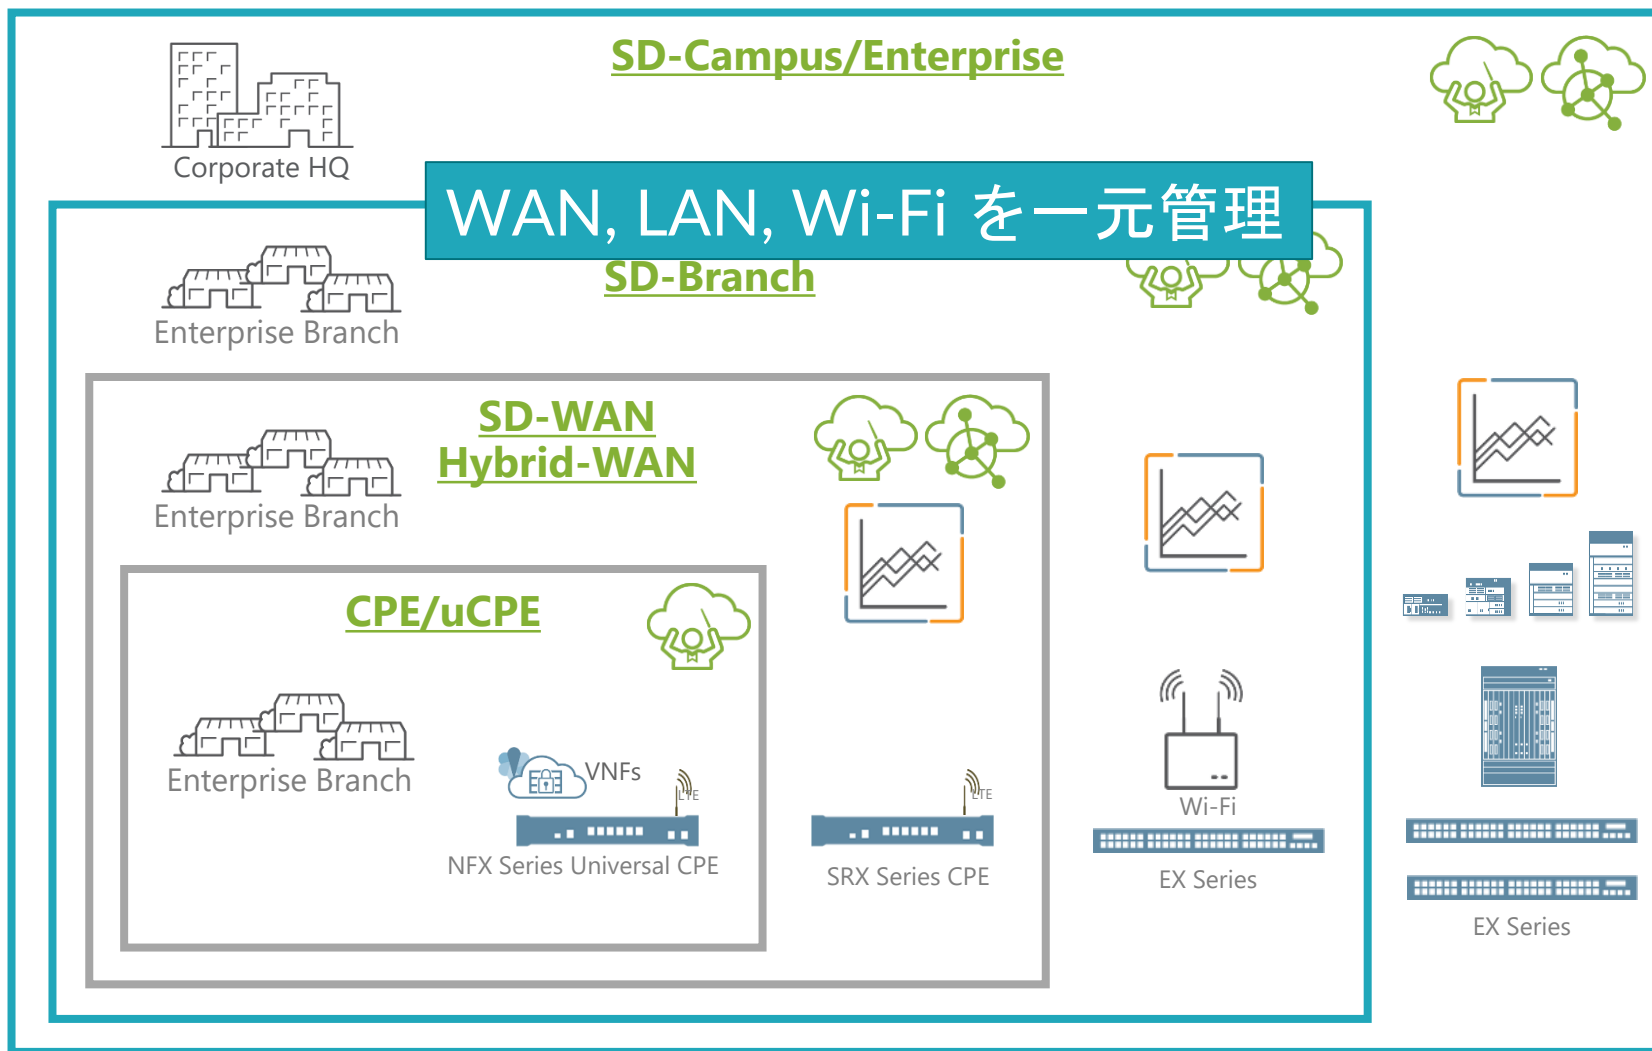 SD-Campus/Enterprise
Corporate HQ
WAN, LAN, Wi-Fi を一元管理
SD-Branch
Enterprise Branch
SD-WAN
Hybrid-WAN
Enterprise Branch
CPE/uCPE
Enterprise Branch
VNFs
LTE
NFX Series Universal CPE
LTE
SRX Series CPE
Wi-Fi
EX Series
EX Series